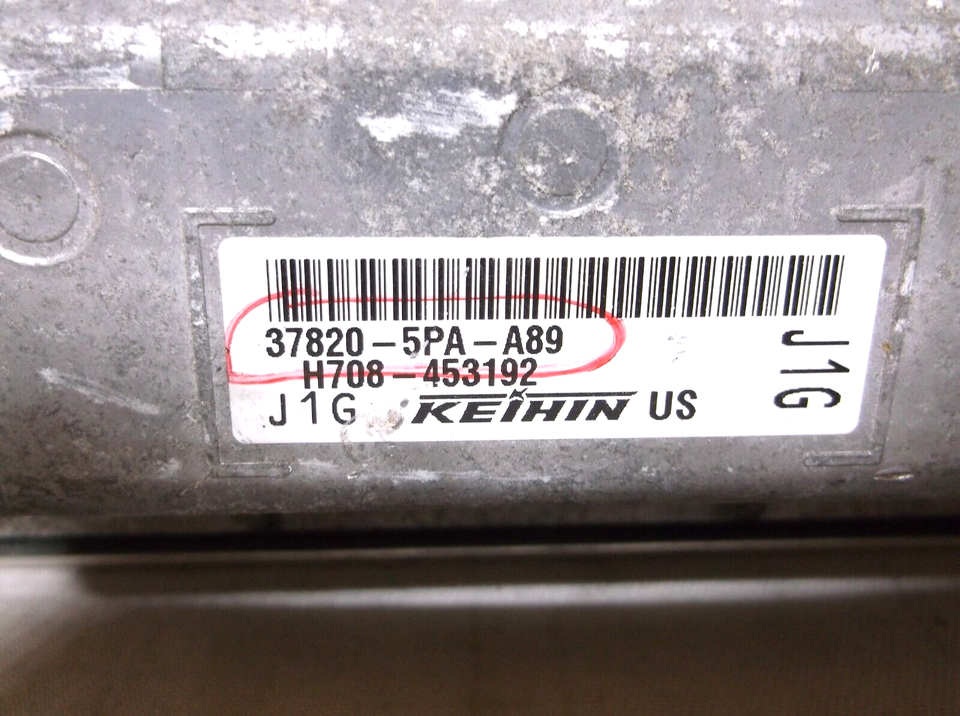 37820-5PA-A89
H708-453192
J1G KEIHIN US
J1G